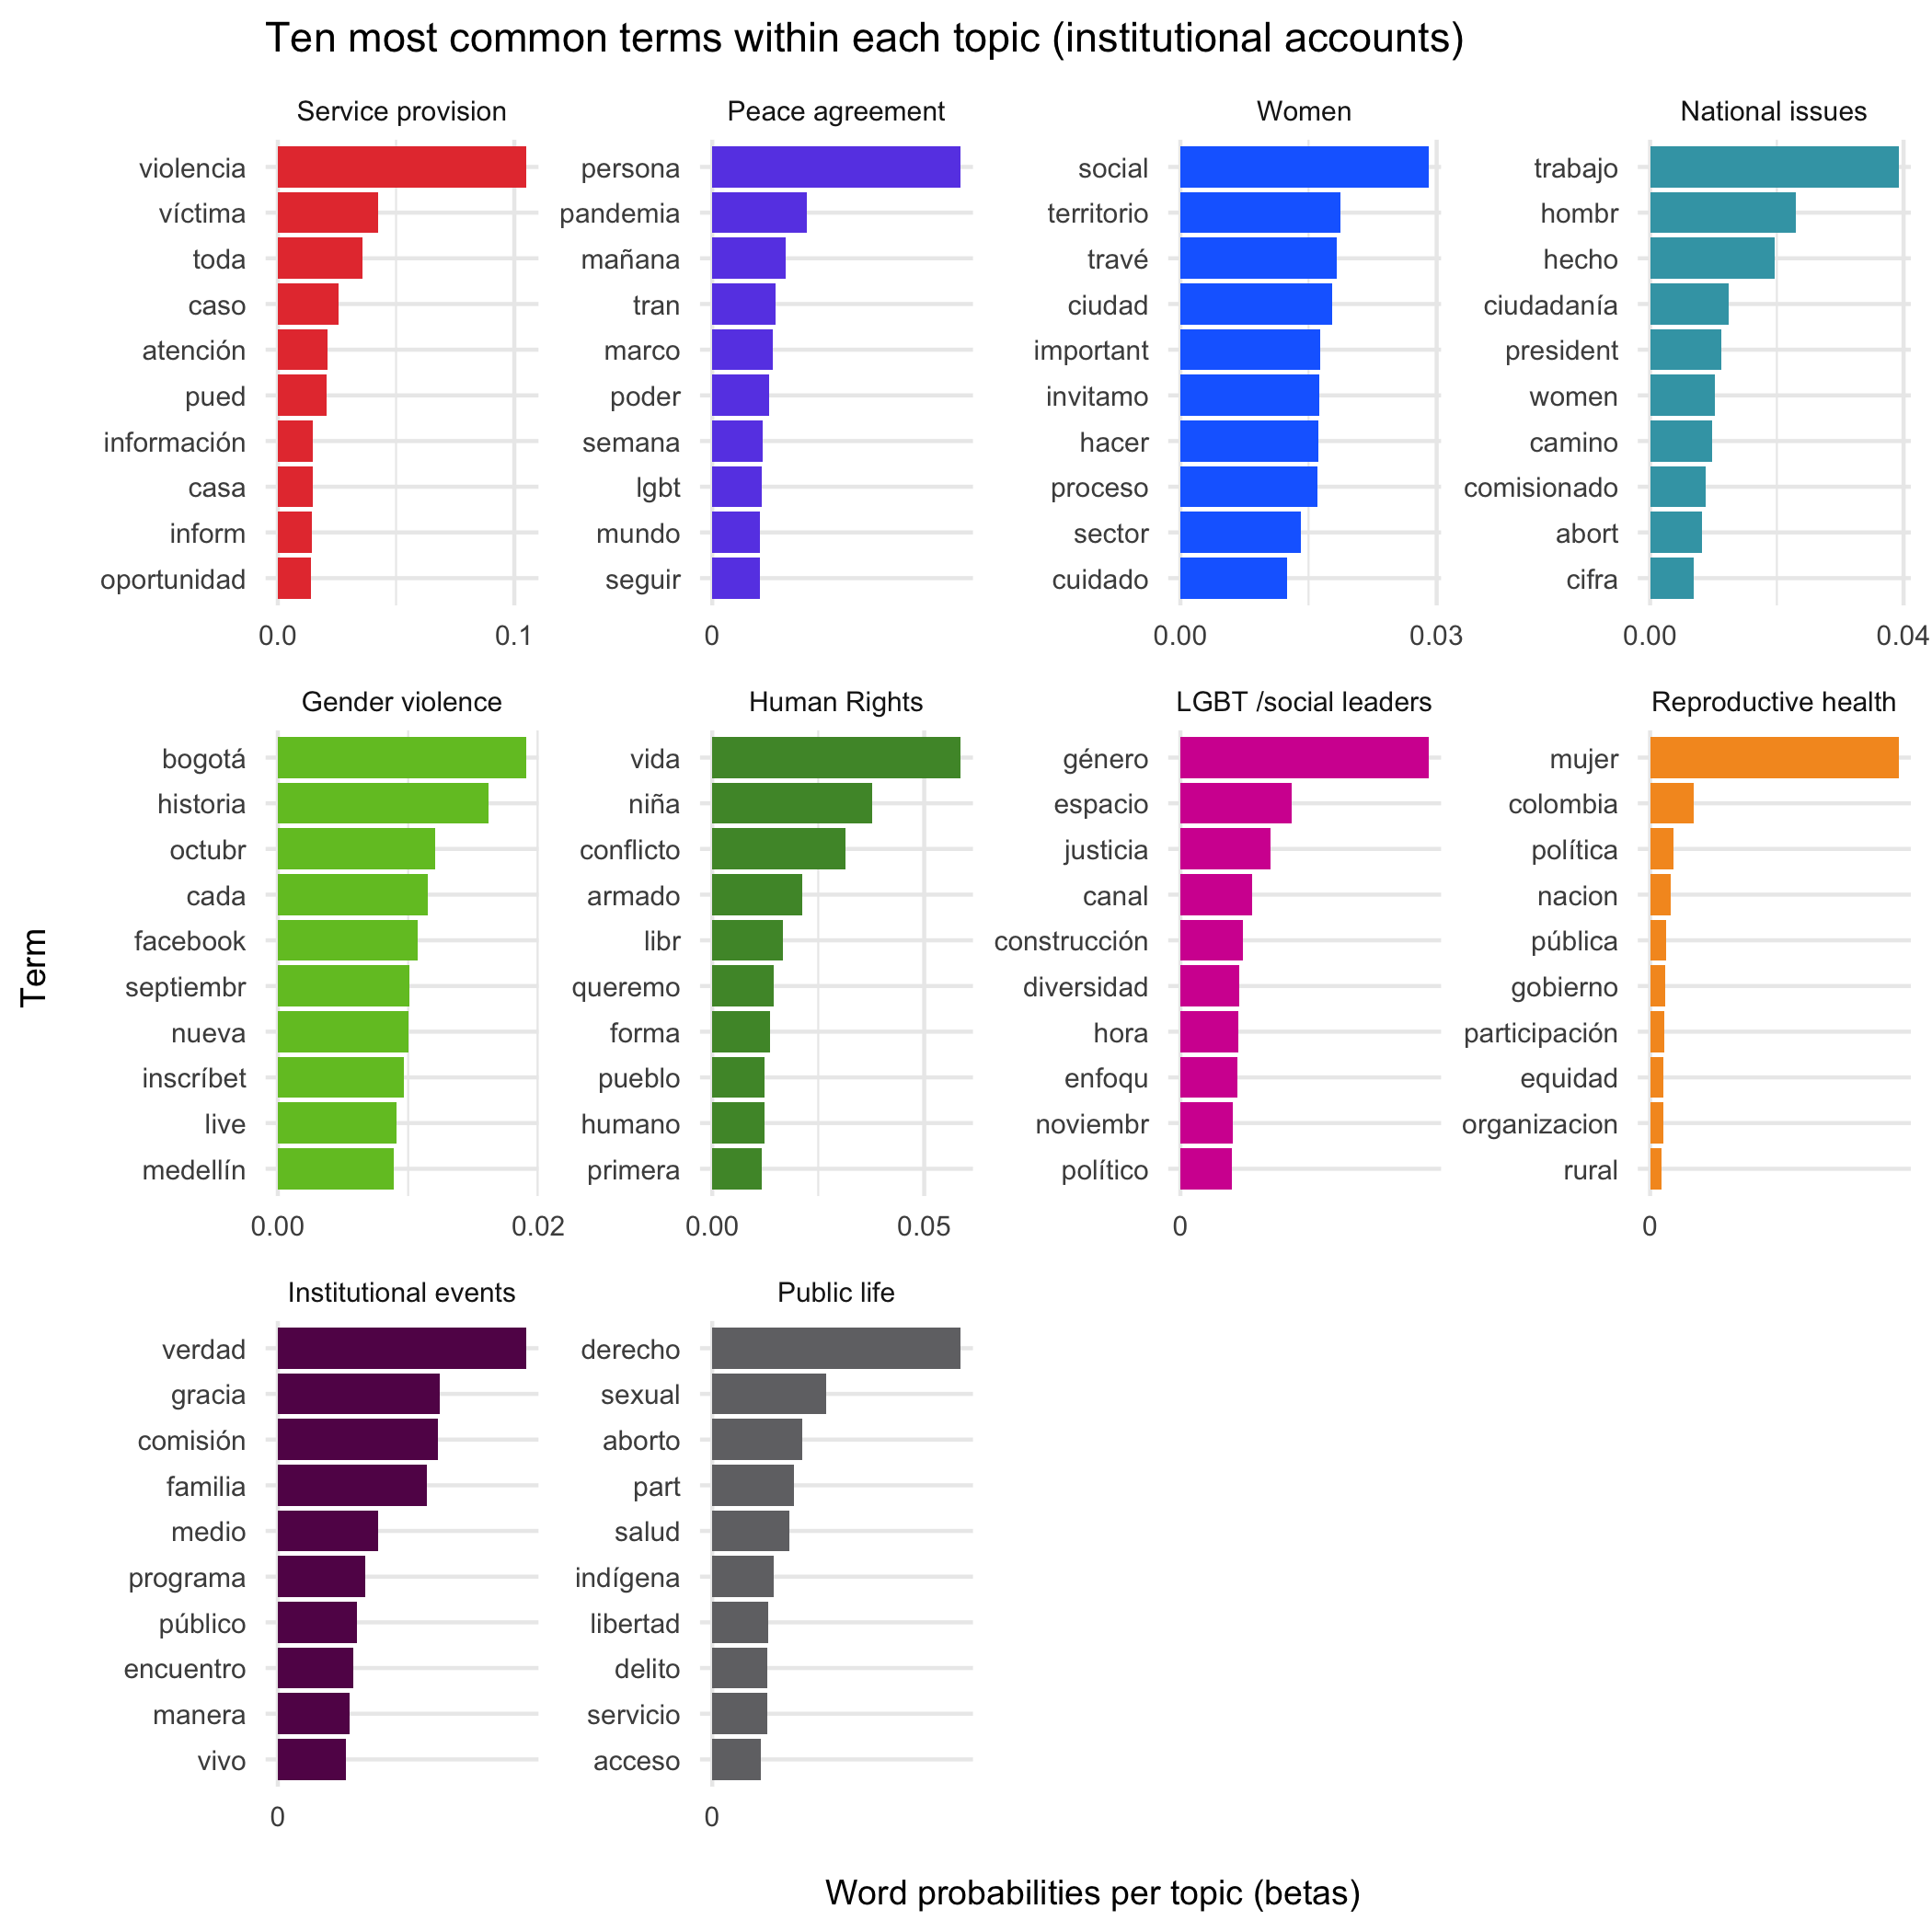 Ten most common terms within each topic (institutional accounts)
Service provision
violencia
víctima
toda
caso
atención
pued
información
casa
inform
oportunidad
0.0 0.1
Peace agreement
persona
pandemia
mañana
tran
marco
poder
semana
lgbt
mundo
seguir
0
Women
social
territorio
travé
ciudad
important
invitamo
hacer
proceso
sector
cuidado
0.00 0.03
National issues
trabajo
hombr
hecho
ciudadanía
president
women
camino
comisionado
abort
cifra
0.00 0.04
Gender violence
bogotá
historia
octubr
cada
facebook
septiembr
nueva
inscríbet
live
medellín
0.00 0.02
Human Rights
vida
niña
conflicto
armado
libr
queremo
forma
pueblo
humano
primera
0.00 0.05
LGBT /social leaders
género
espacio
justicia
canal
construcción
diversidad
hora
enfoqu
noviembr
político
0
Reproductive health
mujer
colombia
política
nacion
pública
gobierno
participación
equidad
organizacion
rural
0
Institutional events
verdad
gracia
comisión
familia
medio
programa
público
encuentro
manera
vivo
0
Public life
derecho
sexual
aborto
part
salud
indígena
libertad
delito
servicio
acceso
0
Term
Word probabilities per topic (betas)